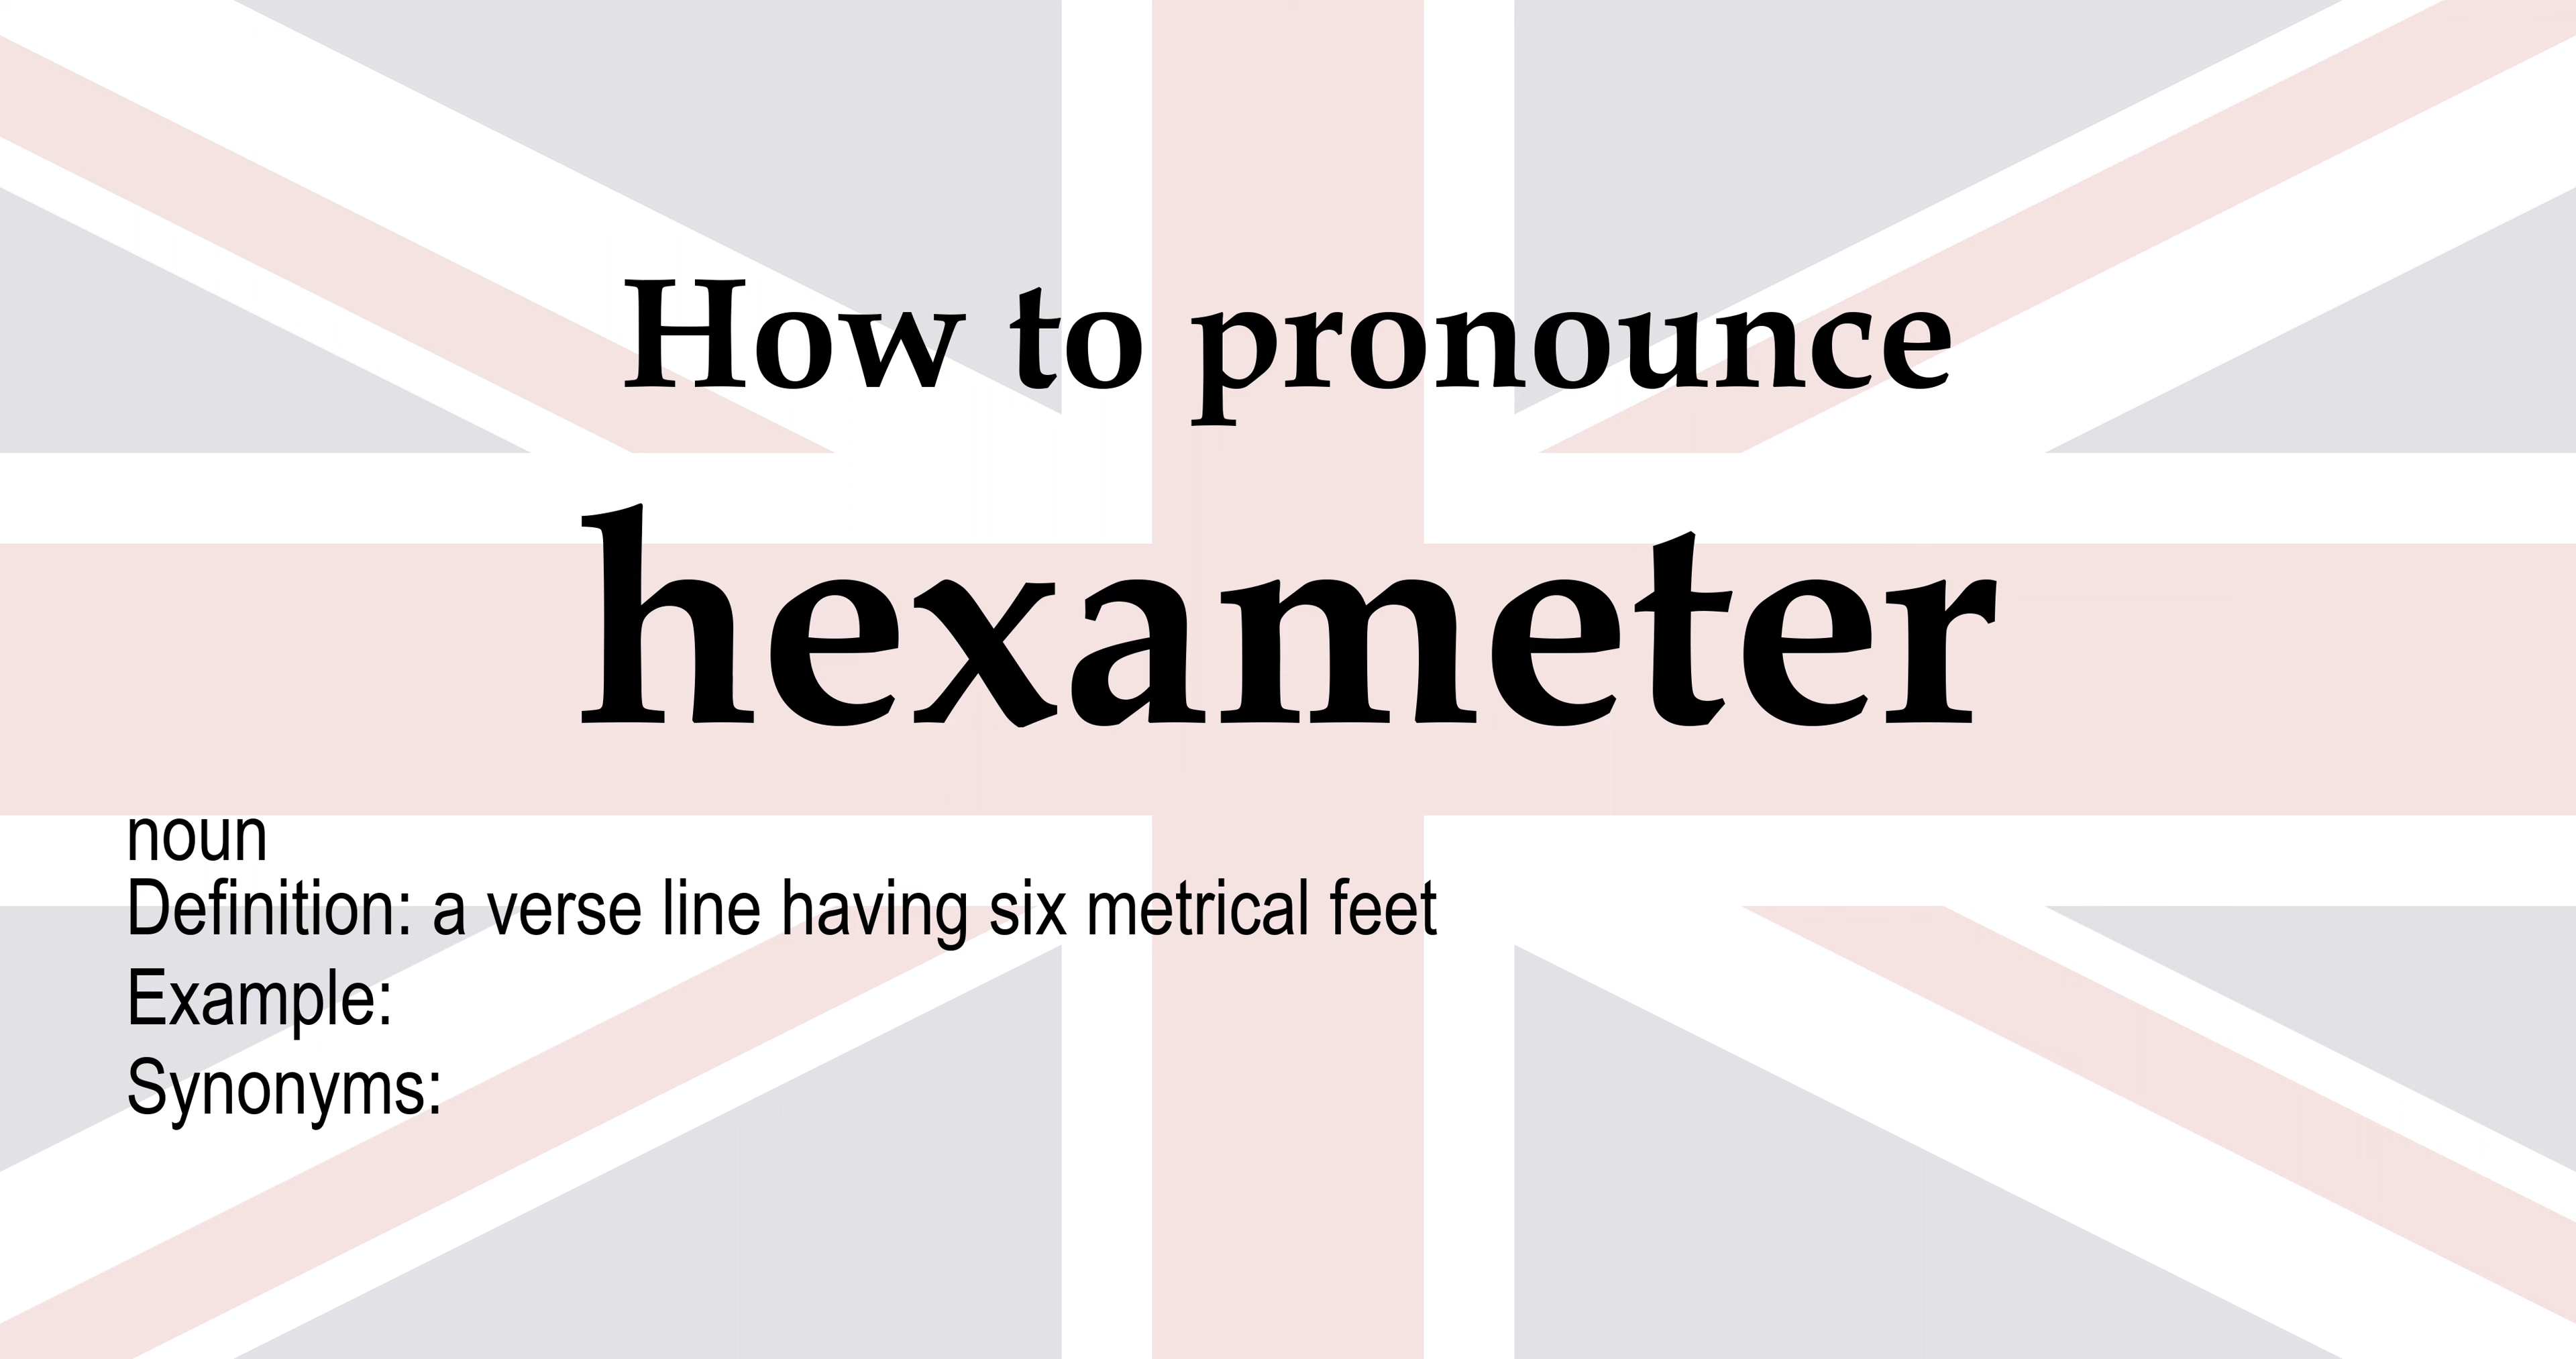 How to pronounce
hexameter
noun
Definition: a verse line having six metrical feet
Example:
Synonyms: